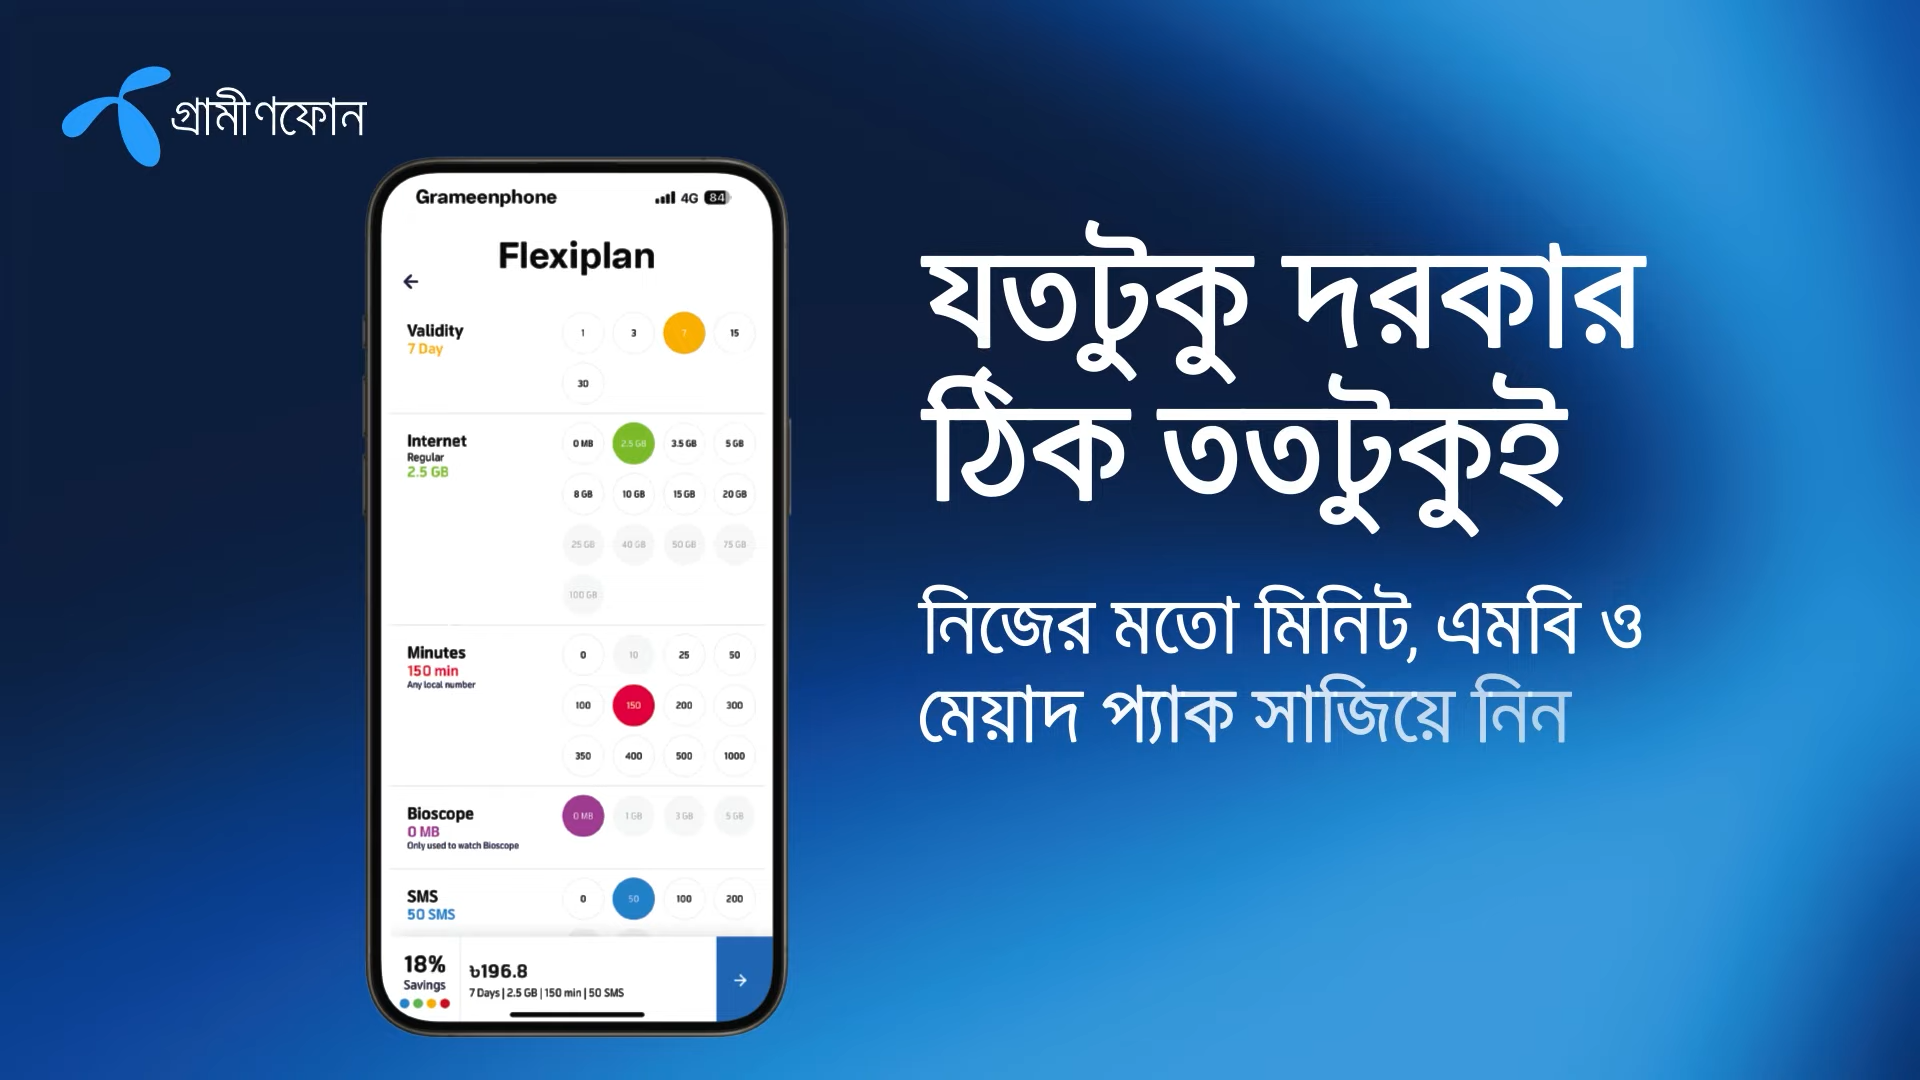 গ্রামীণফোন
Grameenphone 4G 84
Flexiplan
Validity
7 Day
1 3 7 15
30
Internet
Regular
2.5 GB
0 MB 2.5 GB 3.5 GB 5 GB
8 GB 10 GB 15 GB 20 GB
25 GB 40 GB 50 GB 75 GB
100 GB
Minutes
150 min
Any local number
0 10 25 50
100 150 200 300
350 400 500 1000
Bioscope
0 MB
Only used to watch Bioscope
0 MB 1 GB 3 GB 5 GB
SMS
50 SMS
0 50 100 200
18%
Savings
৳196.8
7 Days | 2.5 GB | 150 min | 50 SMS
যতটুকু দরকার
ঠিক ততটুকুই
নিজের মতো মিনিট, এমবি ও
মেয়াদ প্যাক সাজিয়ে নিন